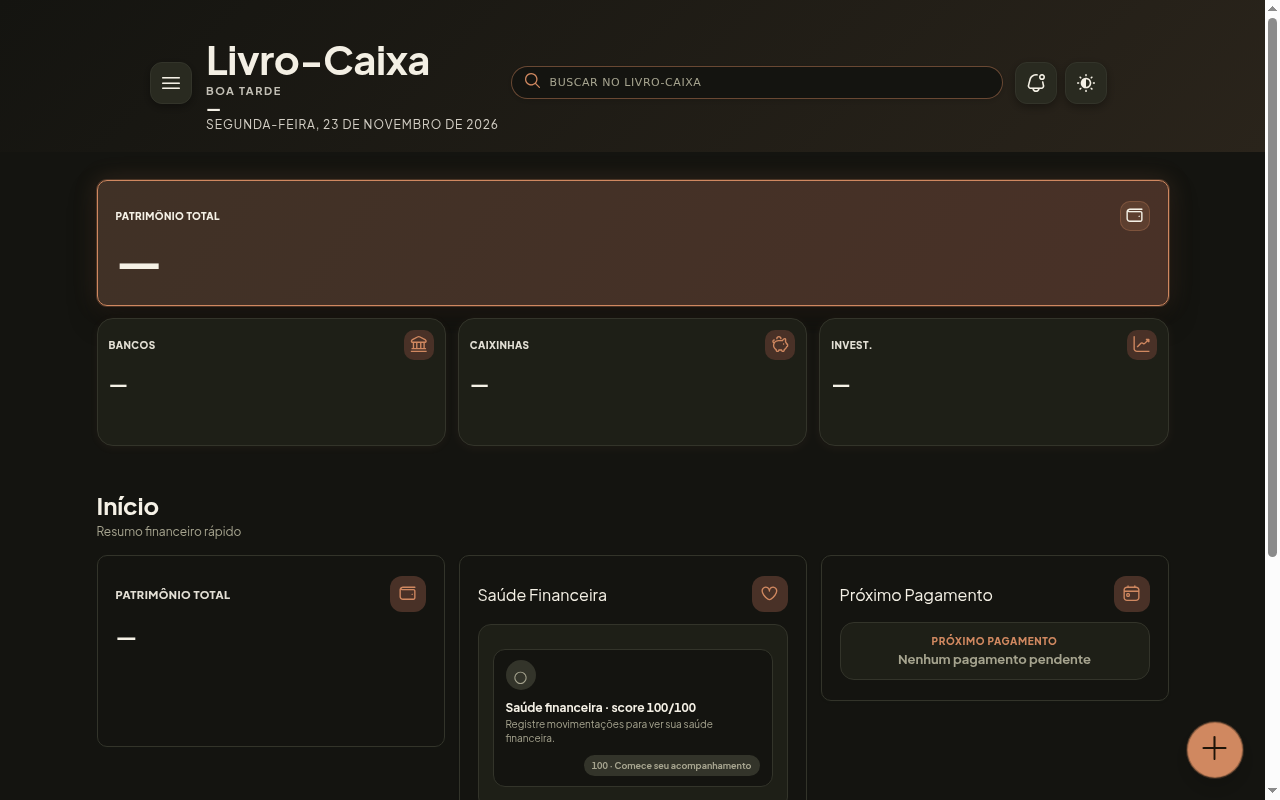 Livro-Caixa
BOA TARDE
—
SEGUNDA-FEIRA, 23 DE NOVEMBRO DE 2026
BUSCAR NO LIVRO-CAIXA
PATRIMÔNIO TOTAL
—
BANCOS
—
CAIXINHAS
—
INVEST.
—
Início
Resumo financeiro rápido
PATRIMÔNIO TOTAL
—
Saúde Financeira
Saúde financeira · score 100/100
Registre movimentações para ver sua saúde
financeira.
100 · Comece seu acompanhamento
Próximo Pagamento
PRÓXIMO PAGAMENTO
Nenhum pagamento pendente